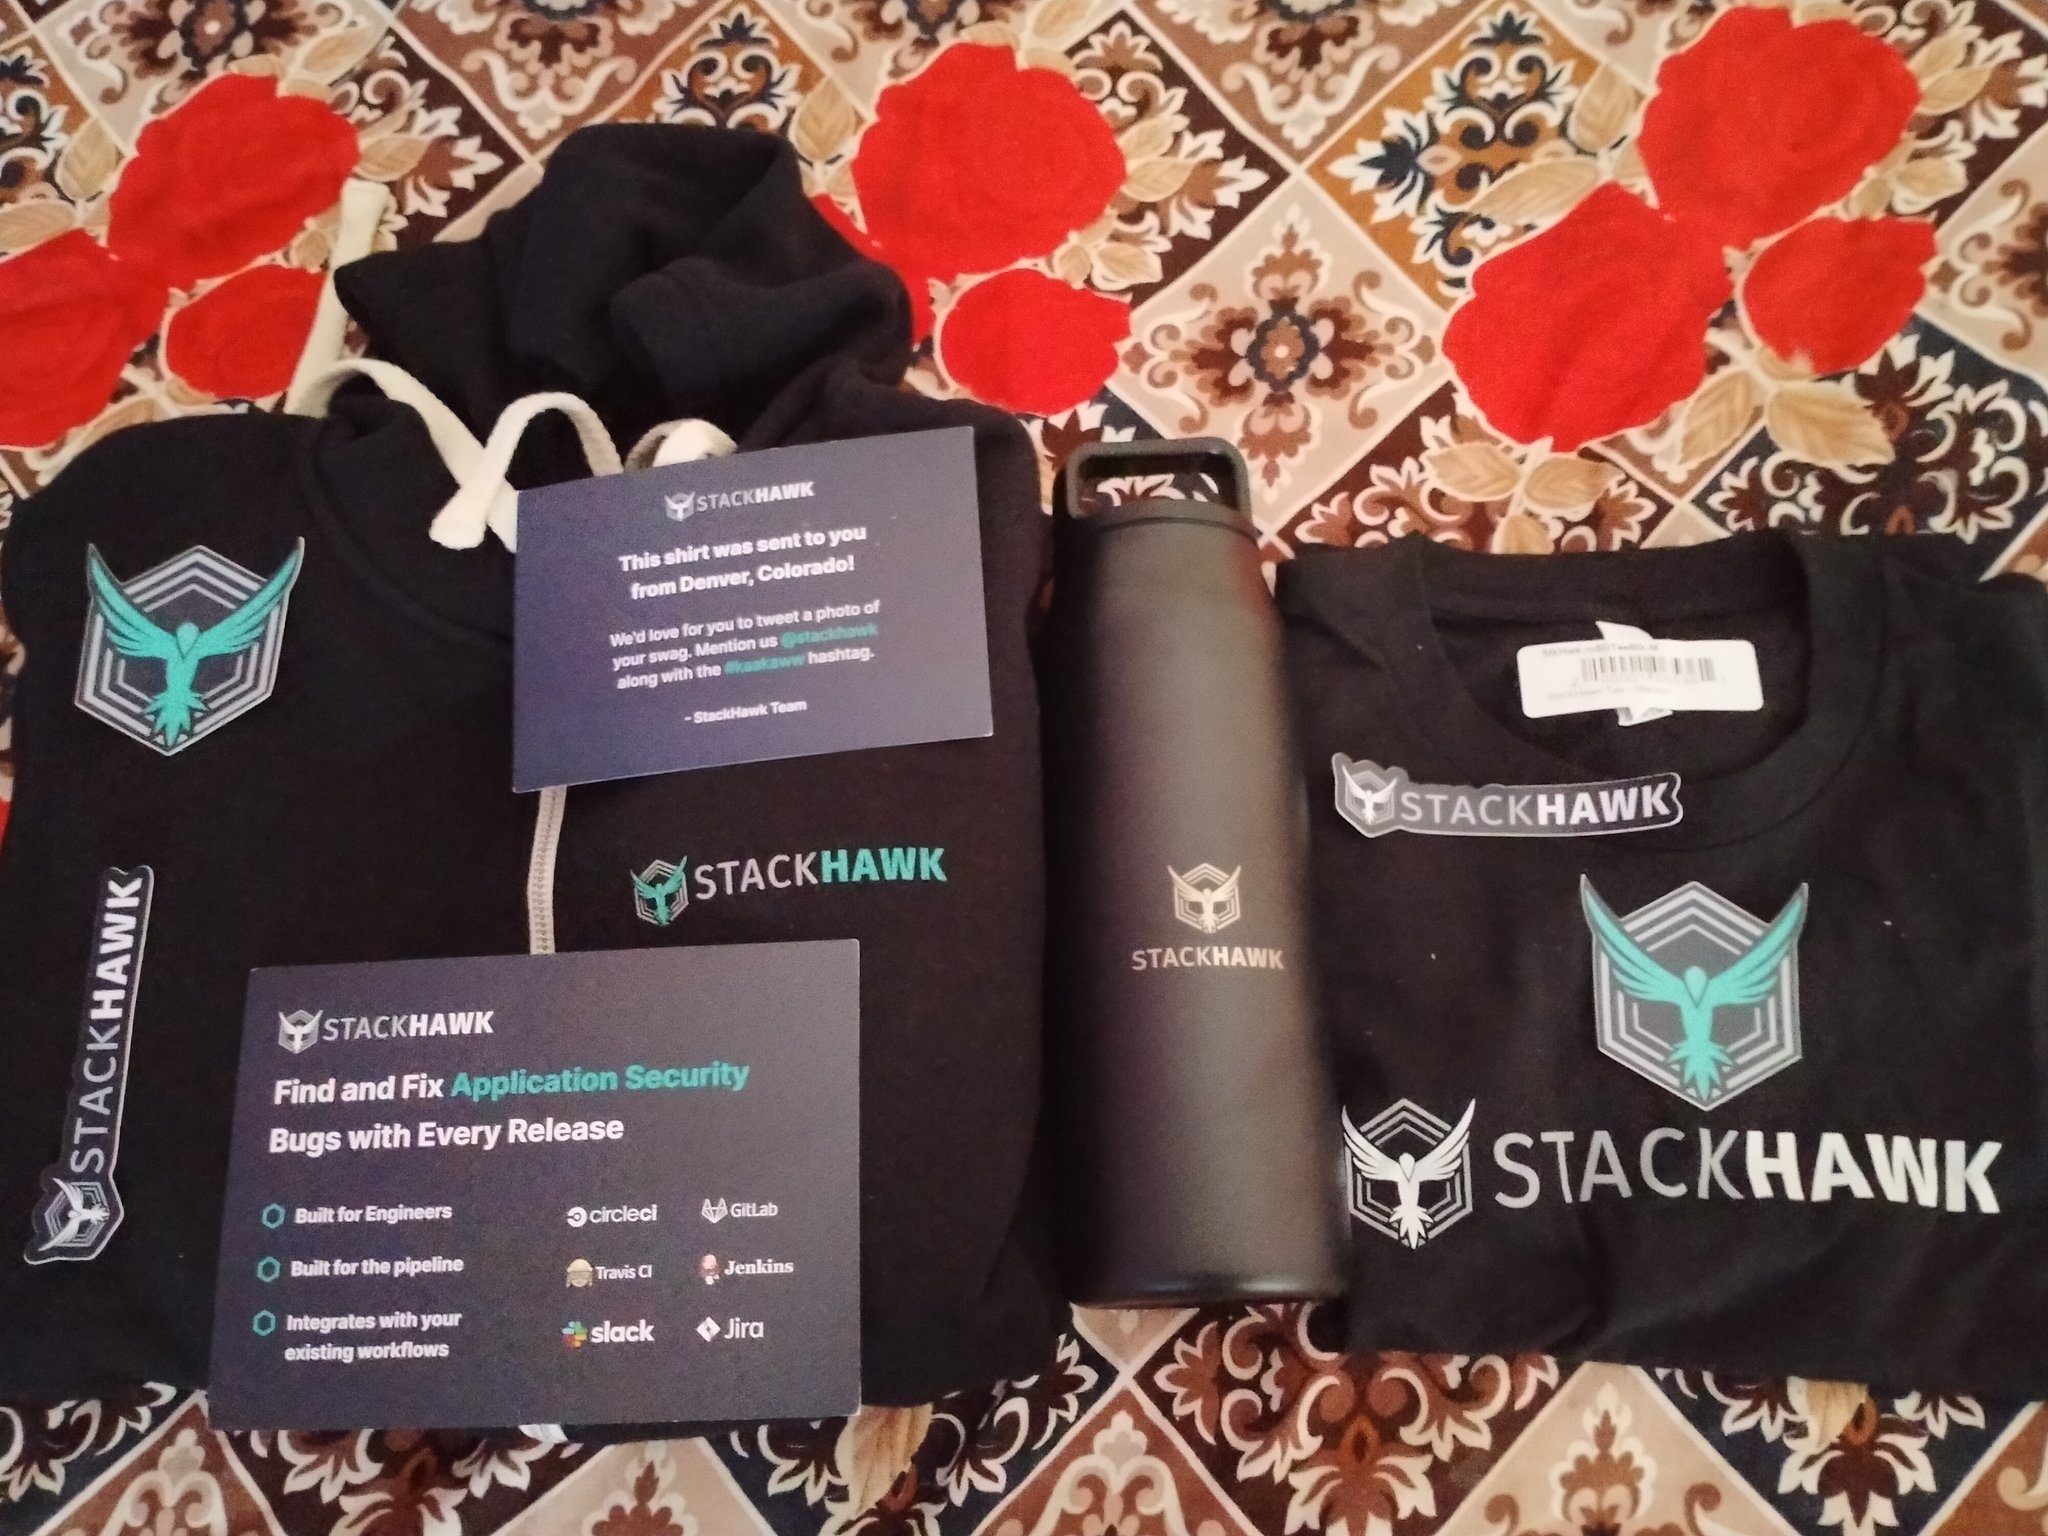 STACKHAWK
This shirt was sent to you
from Denver, Colorado!
We'd love for you to tweet a photo of
your swag. Mention us @stackhawk
along with the #kaakaww hashtag.
- StackHawk Team
STACKHAWK
STACKHAWK
STACKHAWK
Find and Fix Application Security
Bugs with Every Release
Built for Engineers
Built for the pipeline
Integrates with your
existing workflows
circleci
GitLab
Travis CI
Jenkins
slack
Jira
STACKHAWK
StackHawk Tee -
STACKHAWK
STACKHAWK